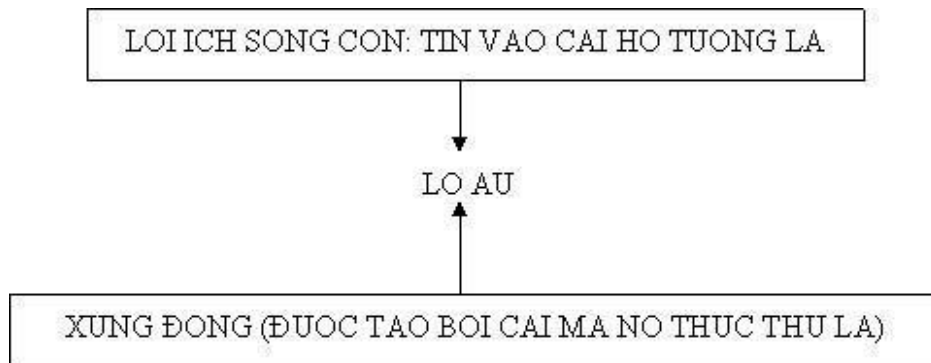 LOI ICH SONG CON: TIN VAO CAI HO TUONG LA
LO AU
XUNG ĐONG (ĐUOC TAO BOI CAI MA NO THUC THU LA)